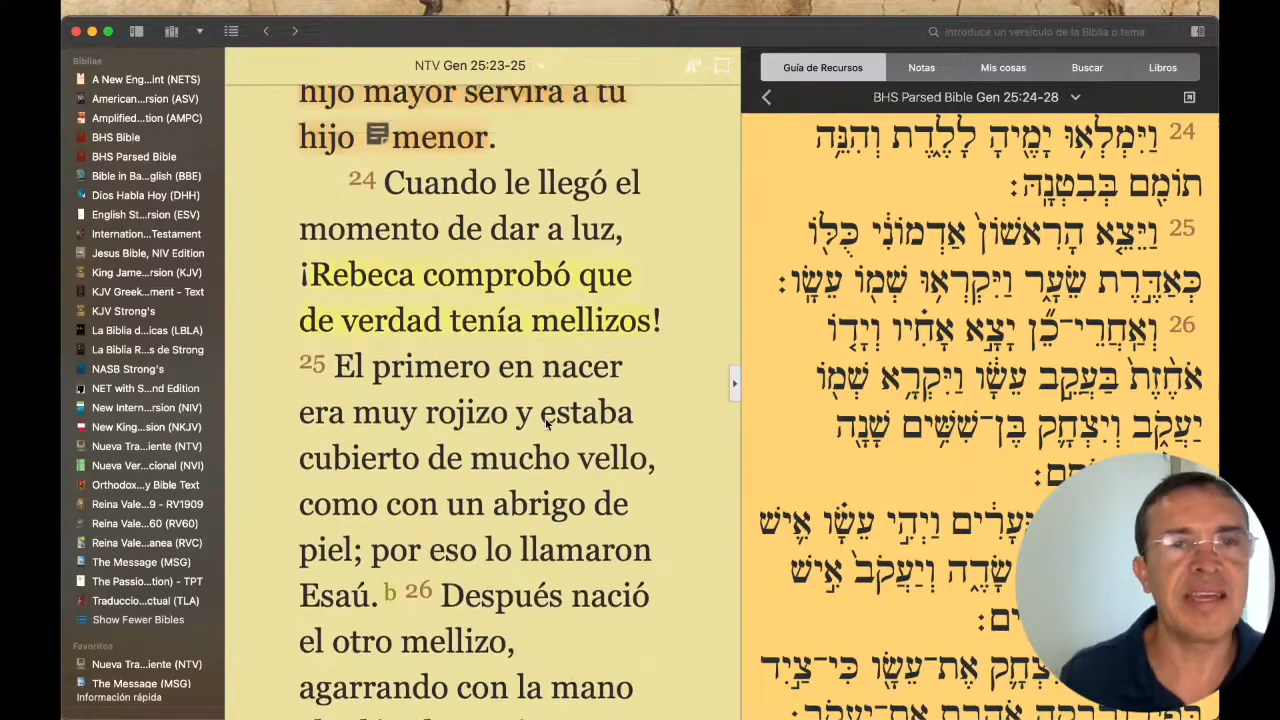 introduce un versículo de la Biblia o tema
Biblias
A New Eng...int (NETS)
American...rsion (ASV)
Amplified...tion (AMPC)
BHS Bible
BHS Parsed Bible
Bible in Ba...glish (BBE)
Dios Habla Hoy (DHH)
English St...rsion (ESV)
Internation...Testament
Jesus Bible, NIV Edition
King Jame...rsion (KJV)
KJV Greek...ment - Text
KJV Strong's
La Biblia d...icas (LBLA)
La Biblia R...s de Strong
NASB Strong's
NET with S...nd Edition
New Intern...rsion (NIV)
New King...sion (NKJV)
Nueva Tra...iente (NTV)
Nueva Ver...cional (NVI)
Orthodox...y Bible Text
Reina Vale...9 - RV1909
Reina Vale...60 (RV60)
Reina Vale...anea (RVC)
The Message (MSG)
The Passio...tion) - TPT
Traduccio...ctual (TLA)
Show Fewer Bibles
Favoritos
Nueva Tra...iente (NTV)
The Message (MSG)
Información rápida
NTV Gen 25:23-25
hijo mayor servirá a tu
hijo menor.
24 Cuando le llegó el
momento de dar a luz,
¡Rebeca comprobó que
de verdad tenía mellizos!
25 El primero en nacer
era muy rojizo y estaba
cubierto de mucho vello,
como con un abrigo de
piel; por eso lo llamaron
Esaú. b 26 Después nació
el otro mellizo,
agarrando con la mano
Guía de Recursos
Notas
Mis cosas
Buscar
Libros
BHS Parsed Bible Gen 25:24-28
24 וַיִּמְלְא֥וּ יָמֶ֖יהָ לָלֶ֑דֶת וְהִנֵּ֥ה
תוֹמִ֖ם בְּבִטְנָֽהּ׃
25 וַיֵּצֵ֤א הָרִאשׁוֹן֙ אַדְמוֹנִ֔י כֻּלּ֖וֹ
כְּאַדֶּ֣רֶת שֵׂעָ֑ר וַיִּקְרְא֥וּ שְׁמ֖וֹ עֵשָֽׂו׃
26 וְאַֽחֲרֵי־כֵ֞ן יָצָ֣א אָחִ֗יו וְיָד֤וֹ
אֹחֶ֙זֶת֙ בַּעֲקֵ֣ב עֵשָׂ֔ו וַיִּקְרָ֥א שְׁמ֖וֹ
יַעֲקֹ֑ב וְיִצְחָ֛ק בֶּן־שִׁשִּׁ֥ים שָׁנָ֖ה
וַיְהִ֣י עֵשָׂ֗ו אִ֛ישׁ
שָׂדֶ֑ה וְיַעֲקֹב֙ אִ֣ישׁ
אֶת־עֵשָׂ֖ו כִּי־צַ֣יִד